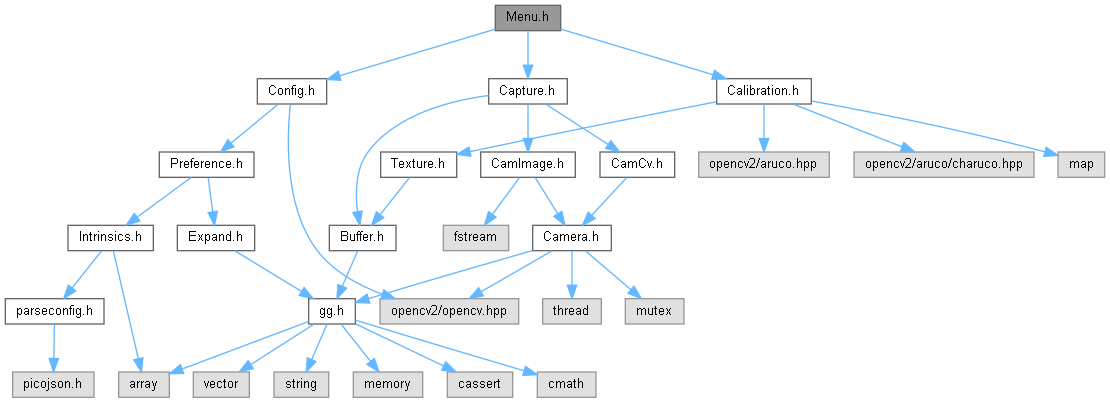 Menu.h
Config.h
Capture.h
Calibration.h
Preference.h
Texture.h
CamImage.h
CamCv.h
opencv2/aruco.hpp
opencv2/aruco/charuco.hpp
map
Intrinsics.h
Expand.h
Buffer.h
fstream
Camera.h
parseconfig.h
gg.h
opencv2/opencv.hpp
thread
mutex
picojson.h
array
vector
string
memory
cassert
cmath